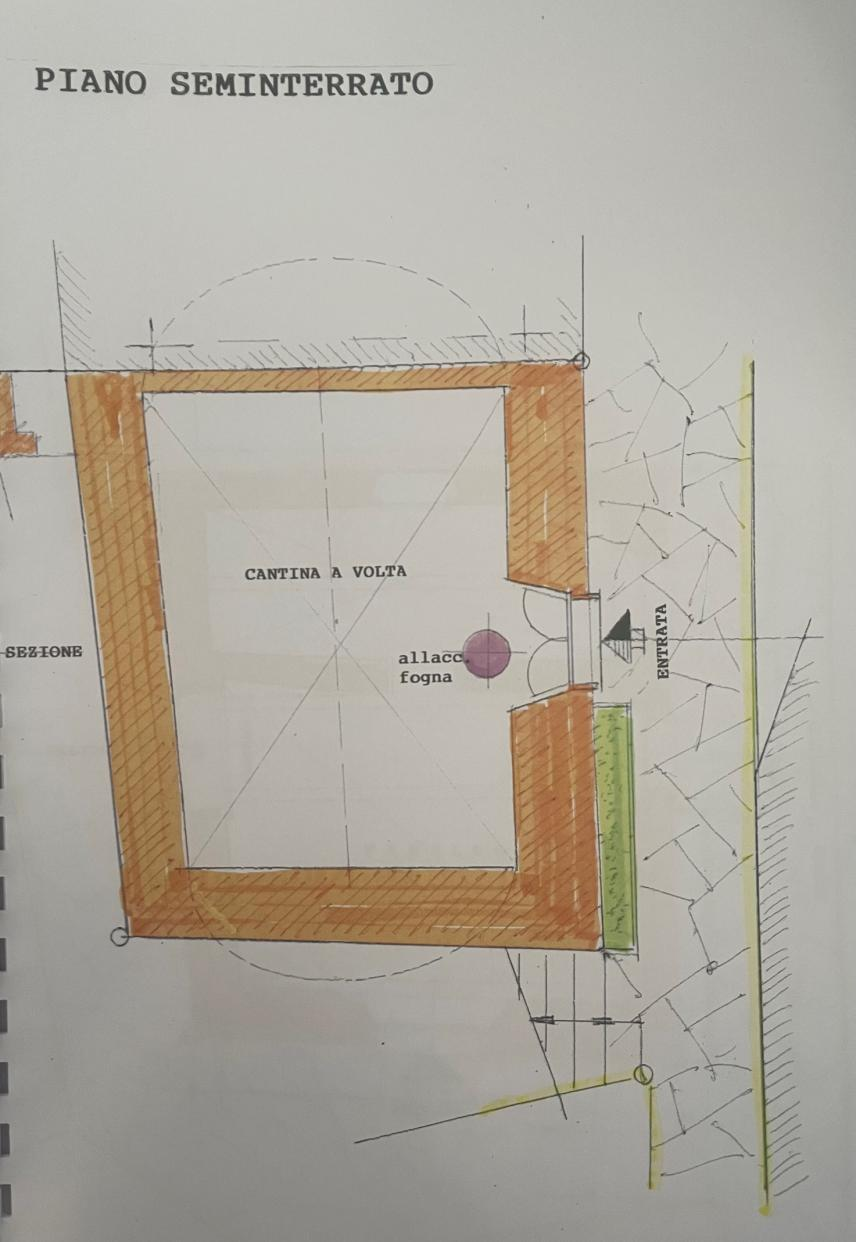 PIANO SEMINTERRATO
CANTINA A VOLTA
SEZIONE
allacc.
fogna
ENTRATA